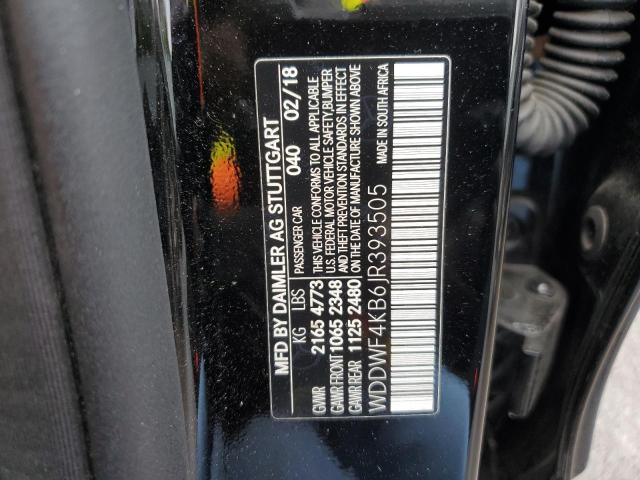 MFD BY DAIMLER AG STUTTGART
KG LBS PASSENGER CAR 040 02/18
GVWR 2165 4773 THIS VEHICLE CONFORMS TO ALL APPLICABLE
GAWR FRONT 1065 2348 U.S. FEDERAL MOTOR VEHICLE SAFETY,BUMPER
AND THEFT PREVENTION STANDARDS IN EFFECT
GAWR REAR 1125 2480 ON THE DATE OF MANUFACTURE SHOWN ABOVE
WDDWF4KB6JR393505
MADE IN SOUTH AFRICA